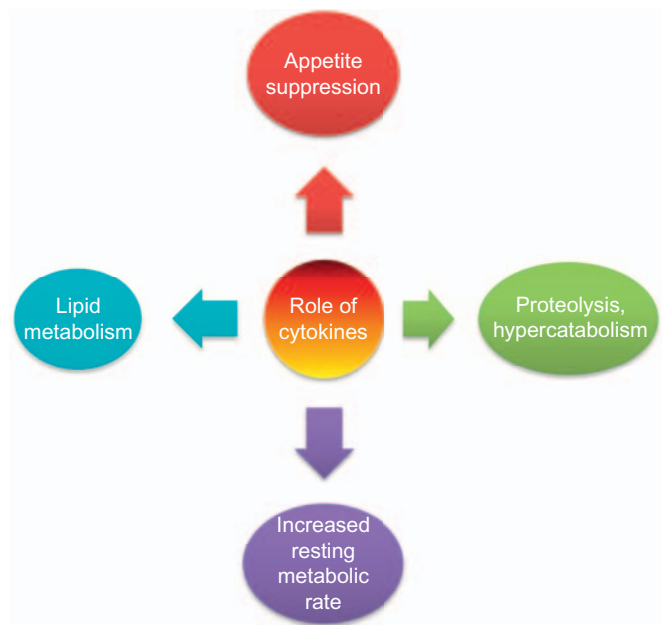 Appetite
suppression
Lipid
metabolism
Role of
cytokines
Proteolysis,
hypercatabolism
Increased
resting
metabolic
rate